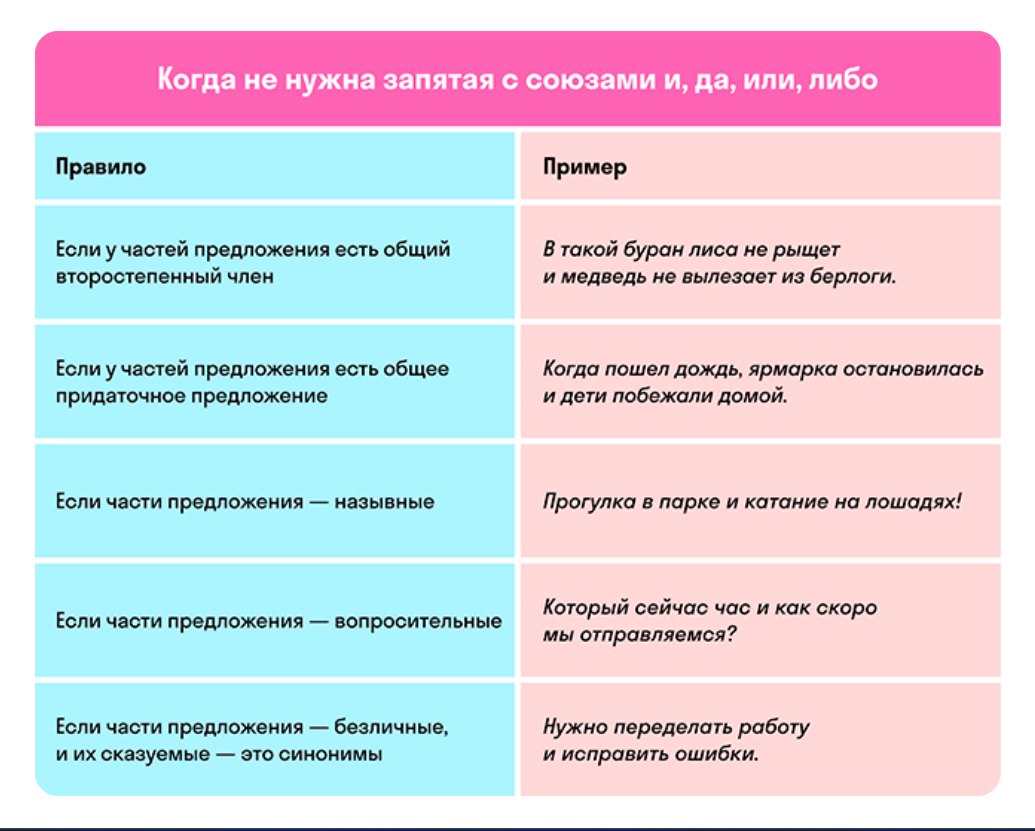 Когда не нужна запятая с союзами и, да, или, либо
Правило
Пример
Если у частей предложения есть общий
второстепенный член
В такой буран лиса не рыщет
и медведь не вылезает из берлоги.
Если у частей предложения есть общее
придаточное предложение
Когда пошел дождь, ярмарка остановилась
и дети побежали домой.
Если части предложения — назывные
Прогулка в парке и катание на лошадях!
Если части предложения — вопросительные
Который сейчас час и как скоро
мы отправляемся?
Если части предложения — безличные,
и их сказуемые — это синонимы
Нужно переделать работу
и исправить ошибки.